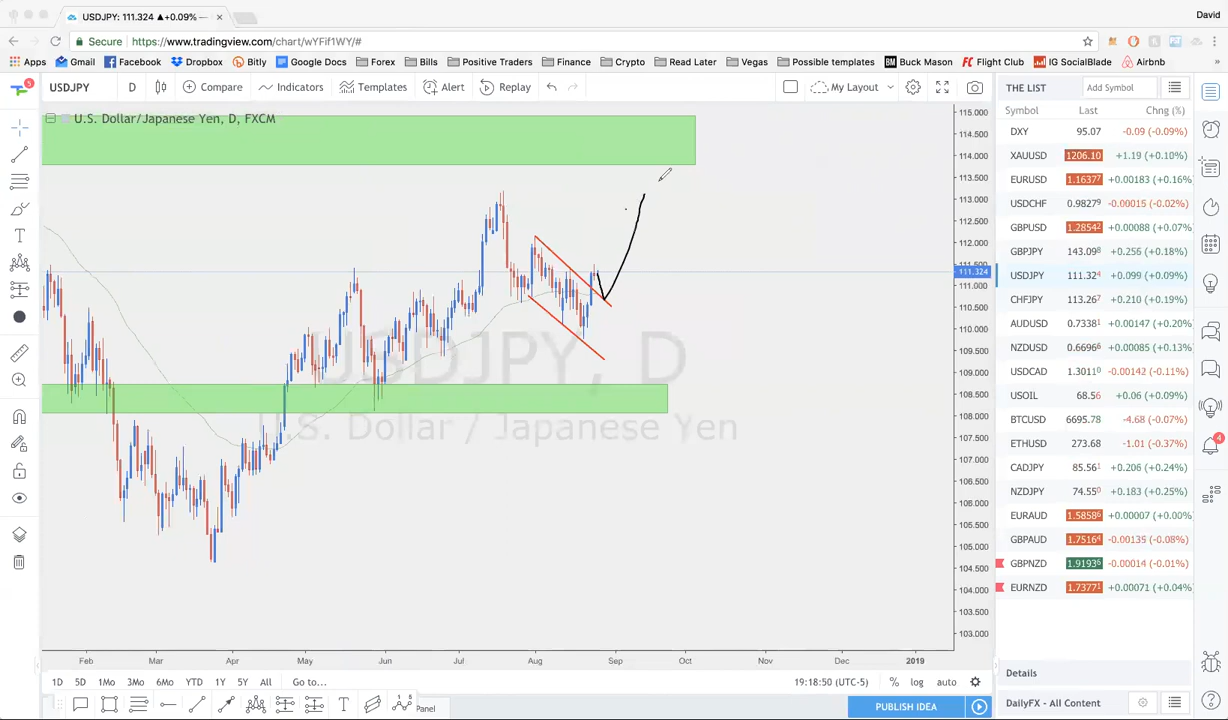 USDJPY: 111.324 ▲+0.09% — ×
David
Secure https://www.tradingview.com/chart/wYFif1WY/#
Apps Gmail Facebook Dropbox Bitly Google Docs Forex Bills Positive Traders Finance Crypto Read Later Vegas Possible templates Buck Mason Flight Club IG SocialBlade Airbnb
5 USDJPY D Compare Indicators Templates Alert Replay My Layout THE LIST Add Symbol
Symbol Last Chng (%)
U.S. Dollar/Japanese Yen, D, FXCM
DXY 95.07 -0.09 (-0.09%)
XAUUSD 1206.10 +1.19 (+0.10%)
EURUSD 1.16377 +0.00183 (+0.16%
USDCHF 0.98279 -0.00015 (-0.02%)
GBPUSD 1.28542 +0.00088 (+0.07%)
GBPJPY 143.098 +0.256 (+0.18%)
USDJPY 111.324 +0.099 (+0.09%)
CHFJPY 113.267 +0.210 (+0.19%)
AUDUSD 0.73381 +0.00147 (+0.20%)
NZDUSD 0.66966 +0.00085 (+0.13%
USDCAD 1.30110 -0.00142 (-0.11%)
USOIL 68.56 +0.06 (+0.09%)
BTCUSD 6695.78 -4.68 (-0.07%)
ETHUSD 273.68 -1.01 (-0.37%)
CADJPY 85.561 +0.206 (+0.24%)
NZDJPY 74.550 +0.183 (+0.25%)
EURAUD 1.58586 +0.00007 (+0.00%
GBPAUD 1.75164 -0.00135 (-0.08%)
GBPNZD 1.91936 -0.00014 (-0.01%)
EURNZD 1.73771 +0.00071 (+0.04%
4
115.000
114.500
114.000
113.500
113.000
112.500
112.000
111.500
111.324
111.000
110.500
110.000
109.500
109.000
108.500
108.000
107.500
107.000
106.500
106.000
105.500
105.000
104.500
104.000
103.500
103.000
USDJPY, D
U.S. Dollar / Japanese Yen
Feb Mar Apr May Jun Jul Aug Sep Oct Nov Dec 2019
1D 5D 1Mo 3Mo 6Mo YTD 1Y 5Y All Go to... 19:18:50 (UTC-5) % log auto
Details
Panel PUBLISH IDEA DailyFX - All Content